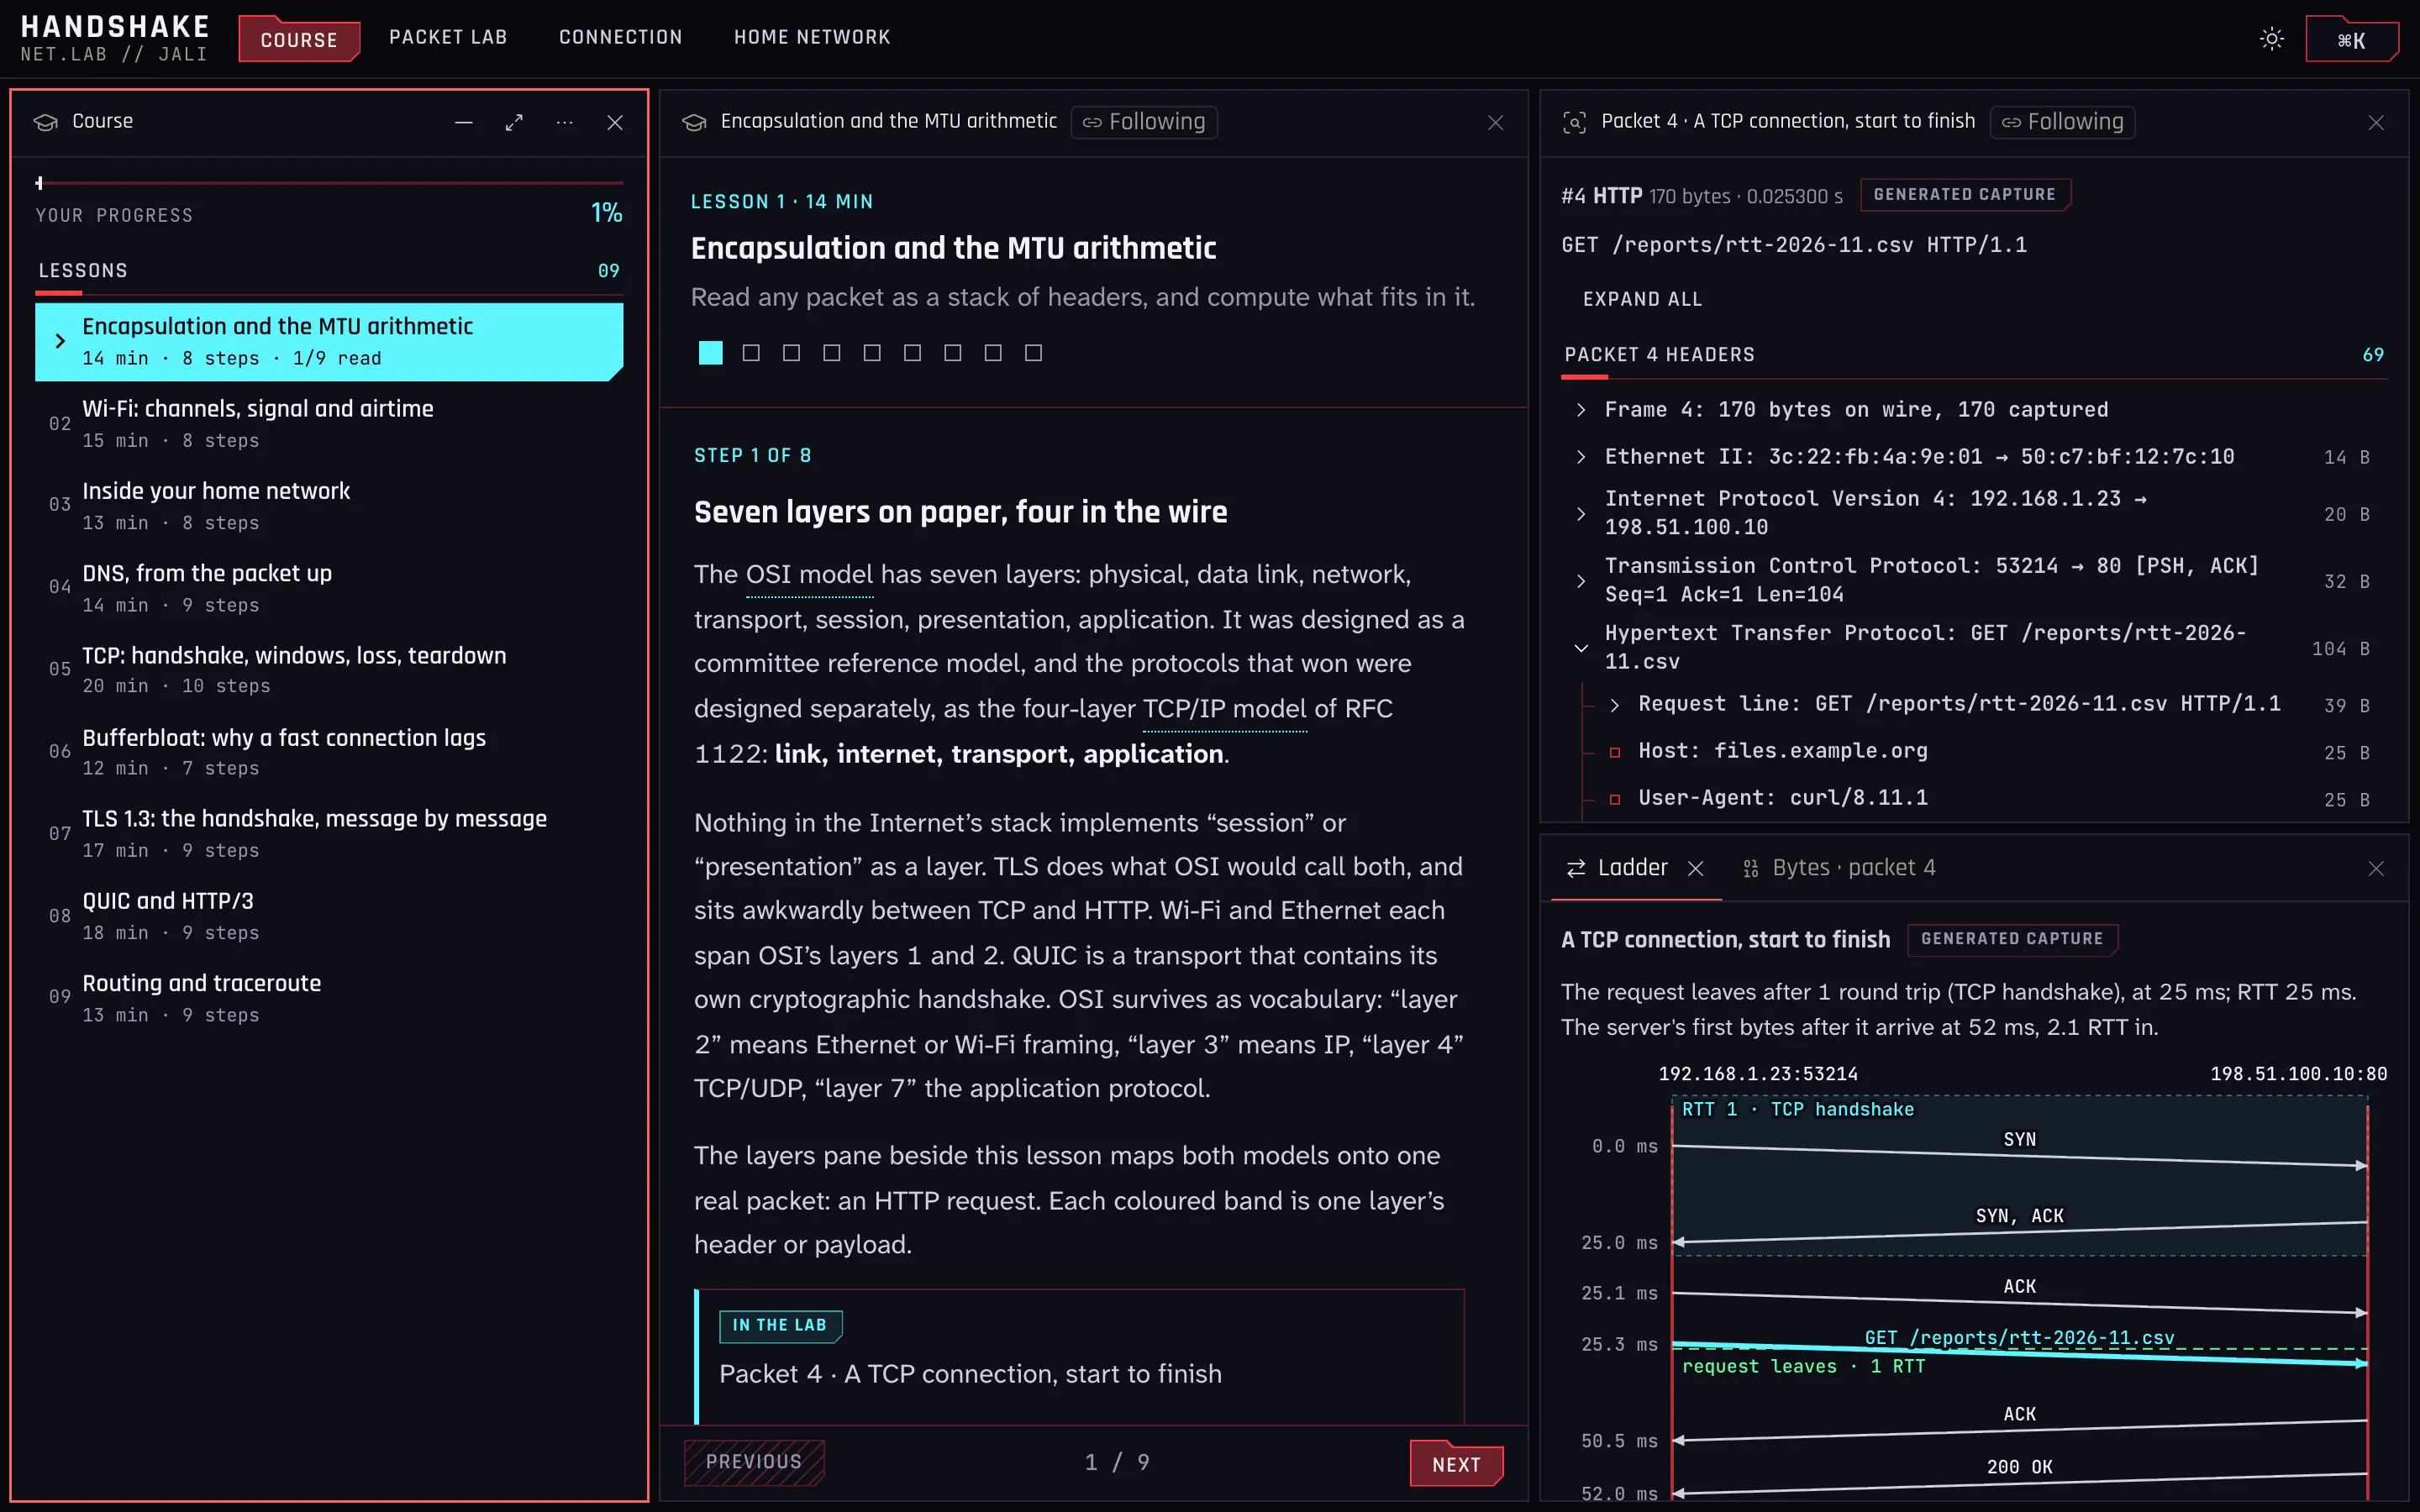 HANDSHAKE
NET.LAB // JALI
COURSE
PACKET LAB
CONNECTION
HOME NETWORK
⌘K
Course
YOUR PROGRESS
1%
LESSONS
09
Encapsulation and the MTU arithmetic
14 min · 8 steps · 1/9 read
02
Wi-Fi: channels, signal and airtime
15 min · 8 steps
03
Inside your home network
13 min · 8 steps
04
DNS, from the packet up
14 min · 9 steps
05
TCP: handshake, windows, loss, teardown
20 min · 10 steps
06
Bufferbloat: why a fast connection lags
12 min · 7 steps
07
TLS 1.3: the handshake, message by message
17 min · 9 steps
08
QUIC and HTTP/3
18 min · 9 steps
09
Routing and traceroute
13 min · 9 steps
Encapsulation and the MTU arithmetic
Following
LESSON 1 · 14 MIN
Encapsulation and the MTU arithmetic
Read any packet as a stack of headers, and compute what fits in it.
STEP 1 OF 8
Seven layers on paper, four in the wire
The OSI model has seven layers: physical, data link, network,
transport, session, presentation, application. It was designed as a
committee reference model, and the protocols that won were
designed separately, as the four-layer TCP/IP model of RFC
1122: link, internet, transport, application.
Nothing in the Internet’s stack implements “session” or
“presentation” as a layer. TLS does what OSI would call both, and
sits awkwardly between TCP and HTTP. Wi-Fi and Ethernet each
span OSI’s layers 1 and 2. QUIC is a transport that contains its
own cryptographic handshake. OSI survives as vocabulary: “layer
2” means Ethernet or Wi-Fi framing, “layer 3” means IP, “layer 4”
TCP/UDP, “layer 7” the application protocol.
The layers pane beside this lesson maps both models onto one
real packet: an HTTP request. Each coloured band is one layer’s
header or payload.
IN THE LAB
Packet 4 · A TCP connection, start to finish
PREVIOUS
1 / 9
NEXT
Packet 4 · A TCP connection, start to finish
Following
#4 HTTP 170 bytes · 0.025300 s
GENERATED CAPTURE
GET /reports/rtt-2026-11.csv HTTP/1.1
EXPAND ALL
PACKET 4 HEADERS
69
Frame 4: 170 bytes on wire, 170 captured
Ethernet II: 3c:22:fb:4a:9e:01 → 50:c7:bf:12:7c:10
14 B
Internet Protocol Version 4: 192.168.1.23 →
198.51.100.10
20 B
Transmission Control Protocol: 53214 → 80 [PSH, ACK]
Seq=1 Ack=1 Len=104
32 B
Hypertext Transfer Protocol: GET /reports/rtt-2026-
11.csv
104 B
Request line: GET /reports/rtt-2026-11.csv HTTP/1.1
39 B
Host: files.example.org
25 B
User-Agent: curl/8.11.1
25 B
Ladder
Bytes · packet 4
A TCP connection, start to finish
GENERATED CAPTURE
The request leaves after 1 round trip (TCP handshake), at 25 ms; RTT 25 ms.
The server's first bytes after it arrive at 52 ms, 2.1 RTT in.
192.168.1.23:53214
198.51.100.10:80
RTT 1 · TCP handshake
0.0 ms
SYN
SYN, ACK
25.0 ms
ACK
25.1 ms
GET /reports/rtt-2026-11.csv
25.3 ms
request leaves · 1 RTT
ACK
50.5 ms
200 OK
52.0 ms